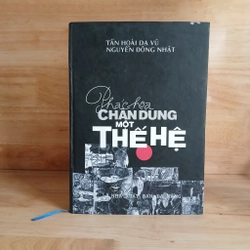 TẦN HOÀI DẠ VŨ
NGUYỄN ĐÔNG NHẬT
Phác họa
CHÂN DUNG
MỘT
THẾ HỆ